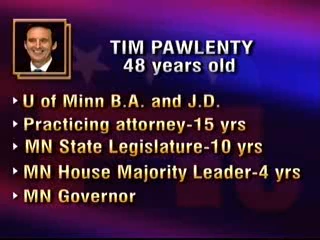 TIM PAWLENTY
48 years old
U of Minn B.A. and J.D.
Practicing attorney-15 yrs
MN State Legislature-10 yrs
MN House Majority Leader-4 yrs
MN Governor